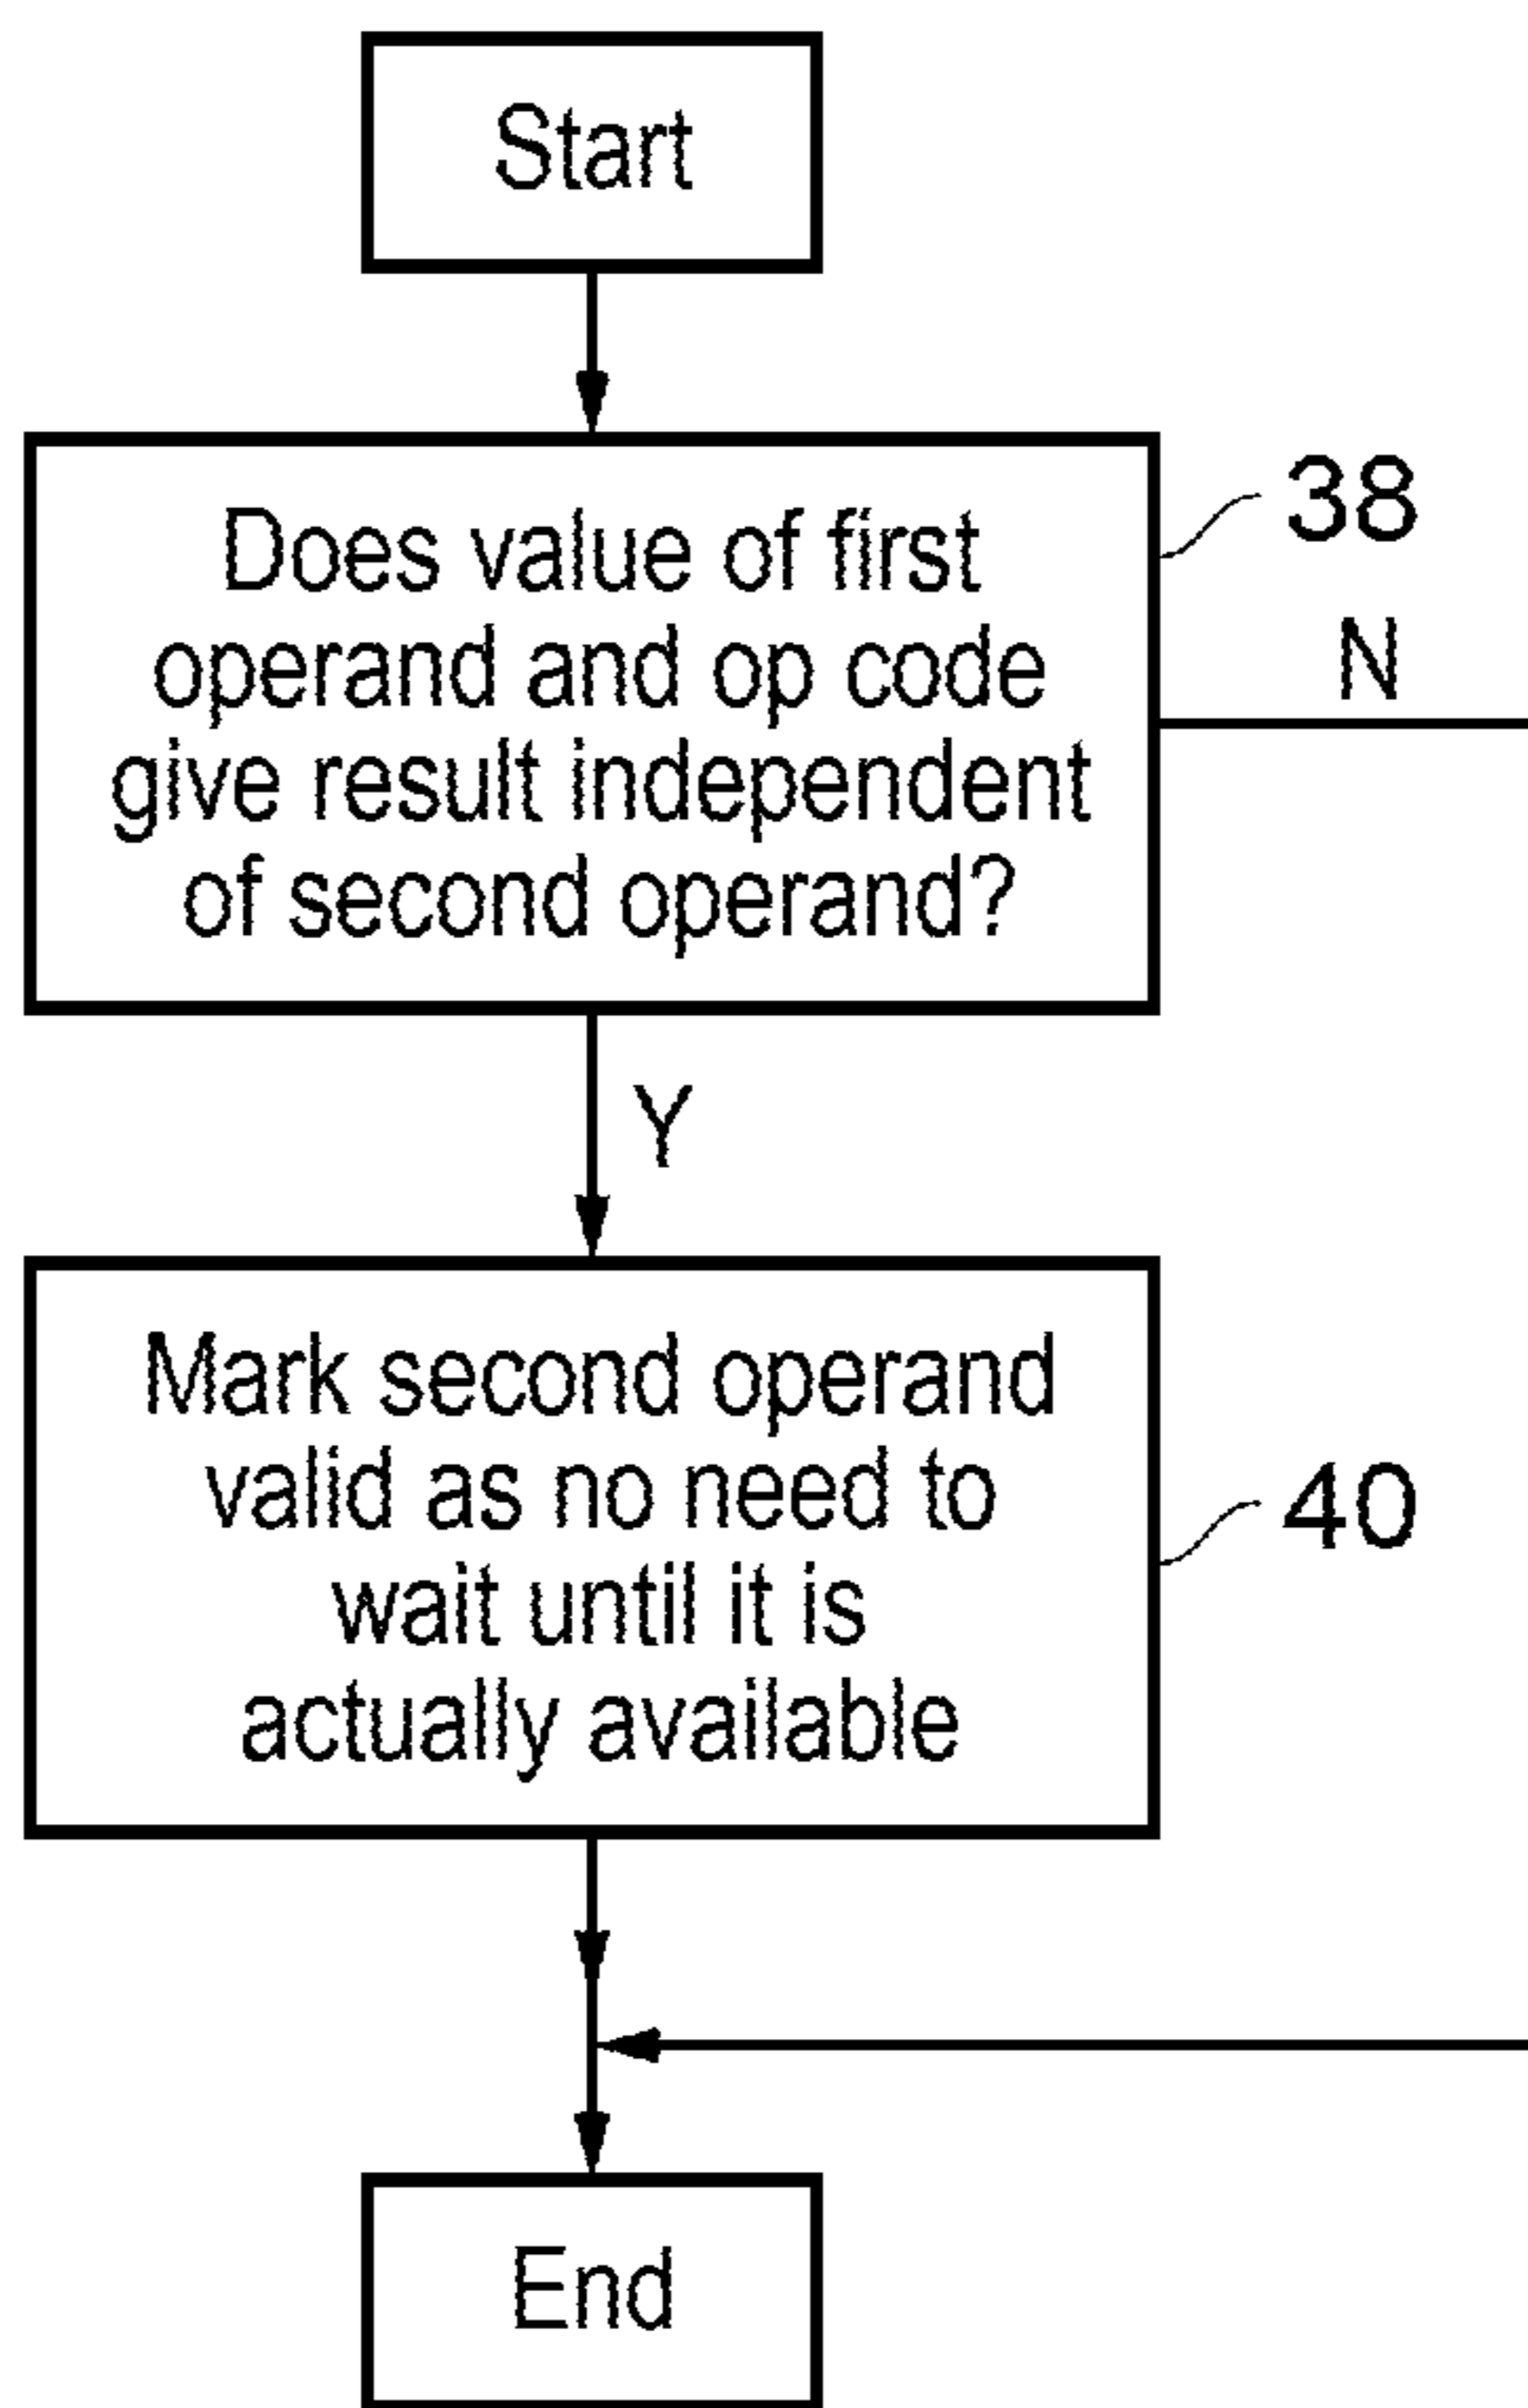 Start
Does value of first
operand and op code
give result independent
of second operand?
38
N
Y
Mark second operand
valid as no need to
wait until it is
actually available
40
End